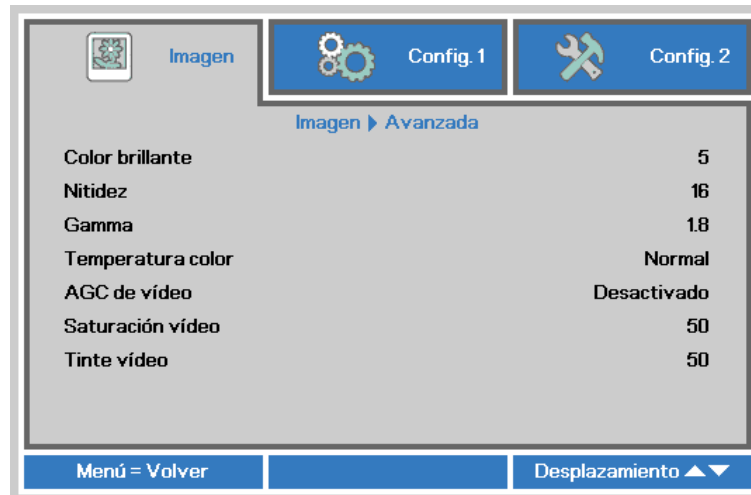 Imagen Config. 1 Config. 2
Imagen ▶ Avanzada
Color brillante 5
Nitidez 16
Gamma 1.8
Temperatura color Normal
AGC de vídeo Desactivado
Saturación vídeo 50
Tinte vídeo 50
Menú = Volver Desplazamiento ▲▼